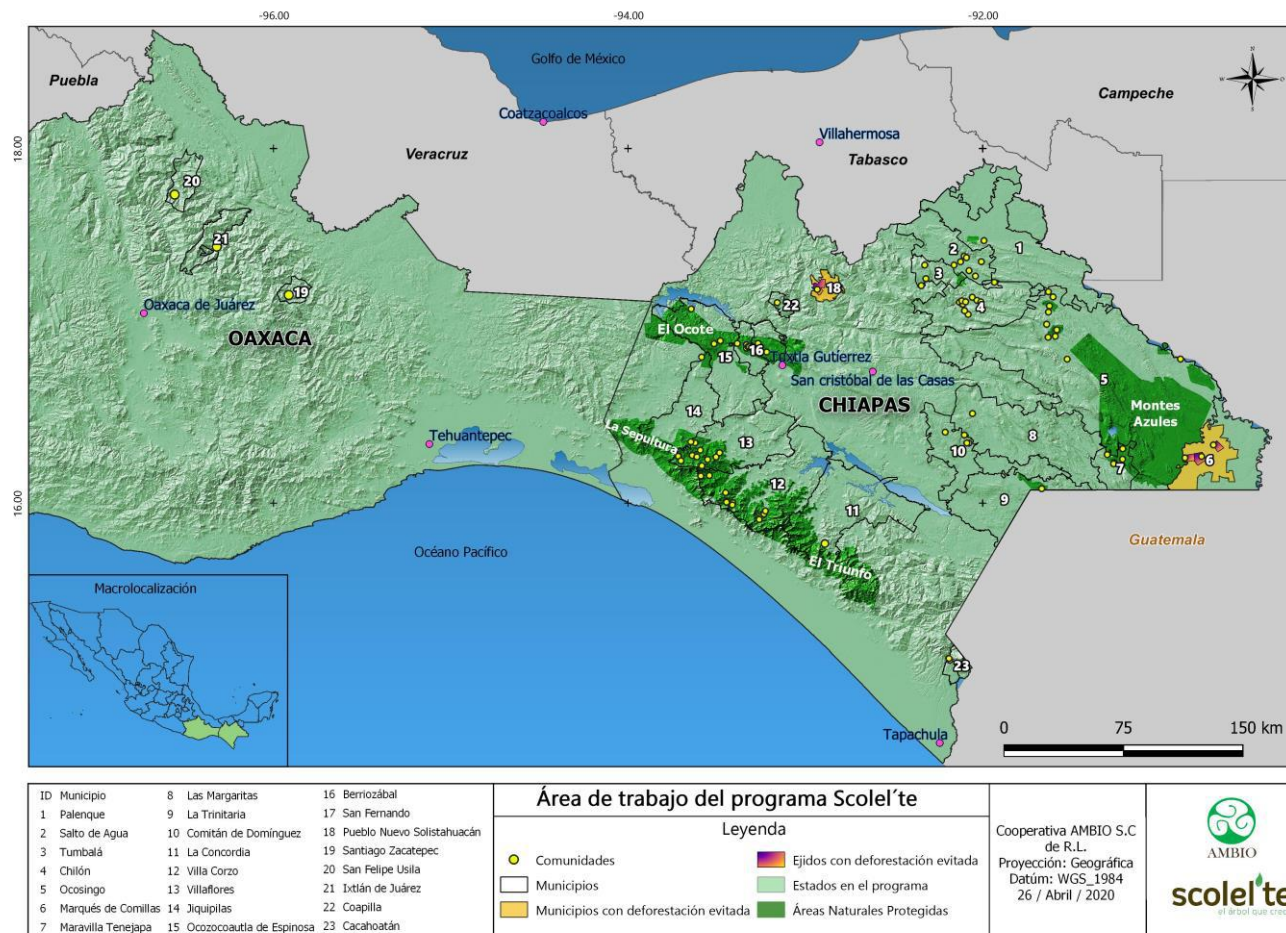 -96.00
-94.00
-92.00
Golfo de México
Puebla
Coatzacoalcos
Campeche
Villahermosa
18.00
Veracruz
Tabasco
20
21
19
Oaxaca de Juárez
OAXACA
1
2
3
4
18
22
El Ocote
16
15
Tuxtla Gutíerrez
San cristóbal de las Casas
CHIAPAS
5
Montes
Azules
14
La Sepultura
13
8
10
Tehuantepec
7
6
12
9
11
16.00
Guatemala
Océano Pacífico
El Triunfo
Macrolocalización
23
Tapachula
0 75 150 km
ID Municipio
1 Palenque
2 Salto de Agua
3 Tumbalá
4 Chilón
5 Ocosingo
6 Marqués de Comillas
7 Maravilla Tenejapa
8 Las Margaritas
9 La Trinitaria
10 Comitán de Domínguez
11 La Concordia
12 Villa Corzo
13 Villaflores
14 Jiquipilas
15 Ocozocoautla de Espinosa
16 Berriozábal
17 San Fernando
18 Pueblo Nuevo Solistahuacán
19 Santiago Zacatepec
20 San Felipe Usila
21 Ixtlán de Juárez
22 Coapilla
23 Cacahoatán
Área de trabajo del programa Scolel´te
Leyenda
Comunidades
Municipios
Municipios con deforestación evitada
Ejidos con deforestación evitada
Estados en el programa
Áreas Naturales Protegidas
Cooperativa AMBIO S.C
de R.L.
Proyección: Geográfica
Datúm: WGS_1984
26 / Abril / 2020
AMBIO
scolel'te
el árbol que crec